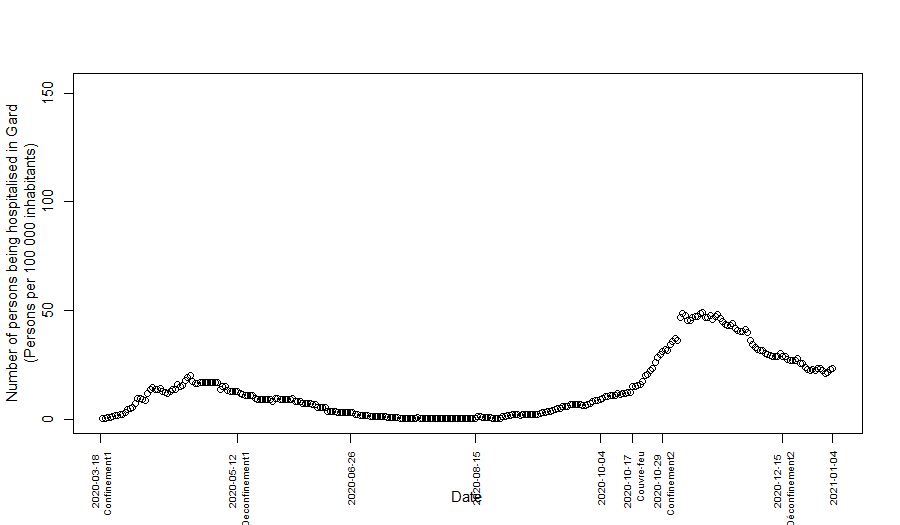 Number of persons being hospitalised in Gard
(Persons per 100 000 inhabitants)
150
100
50
0
2020-03-18
Confinement1
2020-05-12
Déconfinement1
2020-06-26
2020-08-15
2020-10-04
2020-10-17
Couvre-feu
2020-10-29
Confinement2
2020-12-15
Déconfinement2
2021-01-04
Date